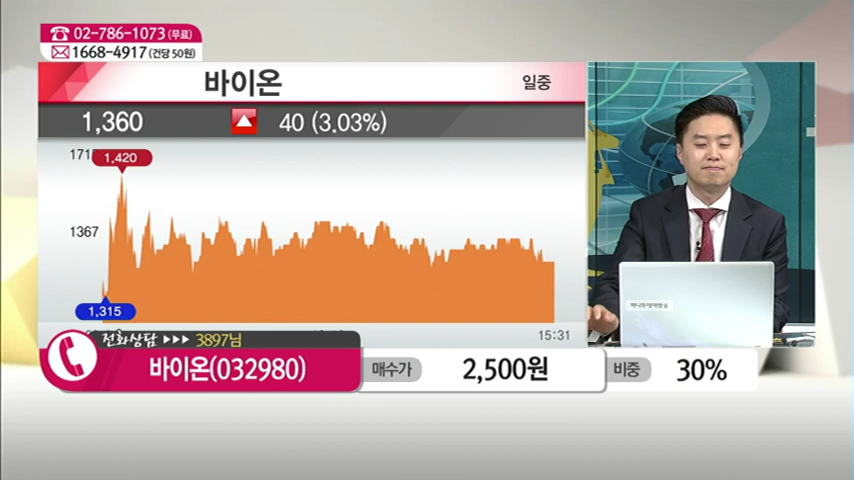 02-786-1073 (무료)
1668-4917 (건당 50원)
바이온
일중
1,360
40 (3.03%)
171
1,420
1367
1,315
15:31
전화상담 ▶▶▶ 3897님
바이온(032980)
매수가
2,500원
비중
30%